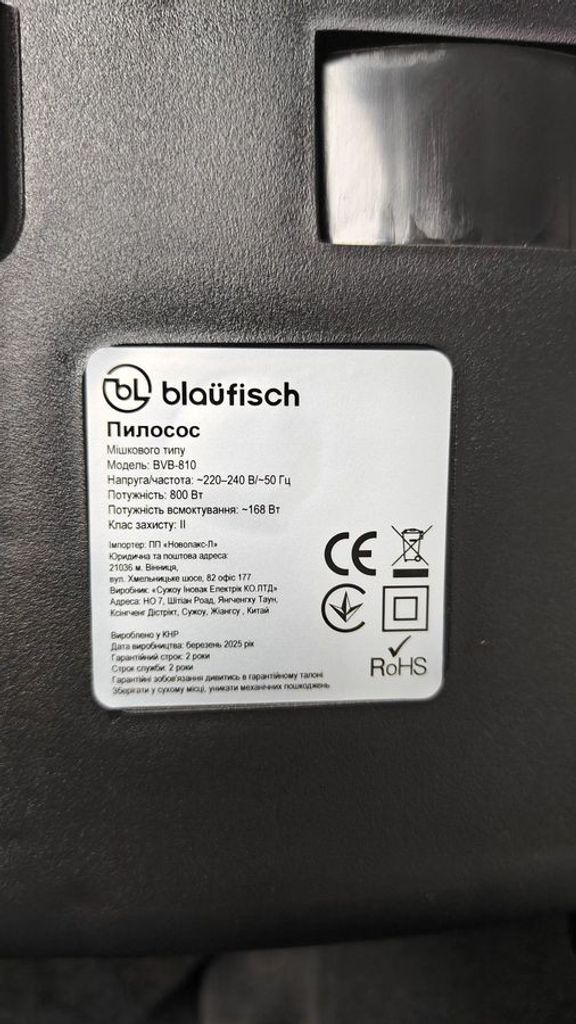 bL blaüfisch
Пилосос
Мішкового типу
Модель: BVB-810
Напруга/частота: ~220–240 В/~50 Гц
Потужність: 800 Вт
Потужність всмоктування: ~168 Вт
Клас захисту: II
Імпортер: ПП «Новопакс-Л»
Юридична та поштова адреса:
21036 м. Вінниця,
вул. Хмельницьке шосе, 82 офіс 177
Виробник: «Сужоу Іновак Електрік КО.ЛТД»
Адреса: НО 7, Шітіан Роад, Янгченгху Таун,
Ксінгченг Дістрікт, Сужоу, Жіангсу , Китай
Вироблено у КНР
Дата виробництва: березень 2025 рік
Гарантійний строк: 2 роки
Строк служби: 2 роки
Гарантійні зобов'язання дивитись в гарантійному талоні
Зберігати у сухому місці, уникати механічних пошкоджень
CE
RoHS